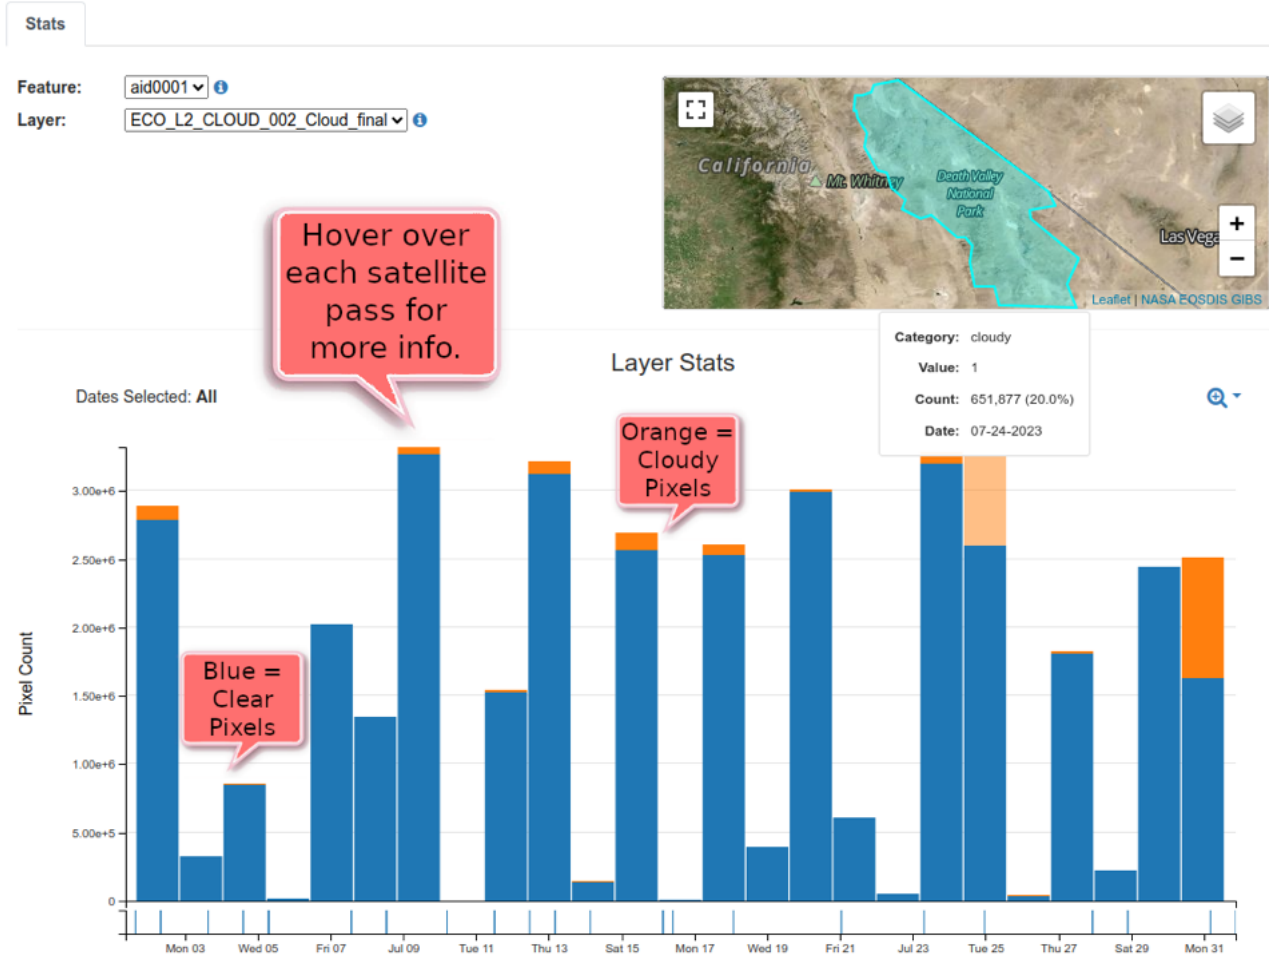 Stats
Feature: aid0001
Layer: ECO_L2_CLOUD_002_Cloud_final
California
Mt. Whitney
Death Valley
National
Park
Las Vega
+
−
Leaflet | NASA EOSDIS GIBS
Hover over
each satellite
pass for
more info.
Layer Stats
Category: cloudy
Value: 1
Count: 651,877 (20.0%)
Date: 07-24-2023
Dates Selected: All
Orange =
Cloudy
Pixels
Blue =
Clear
Pixels
Pixel Count
3.00e+6
2.50e+6
2.00e+6
1.50e+6
1.00e+6
5.00e+5
0
Mon 03 Wed 05 Fri 07 Jul 09 Tue 11 Thu 13 Sat 15 Mon 17 Wed 19 Fri 21 Jul 23 Tue 25 Thu 27 Sat 29 Mon 31